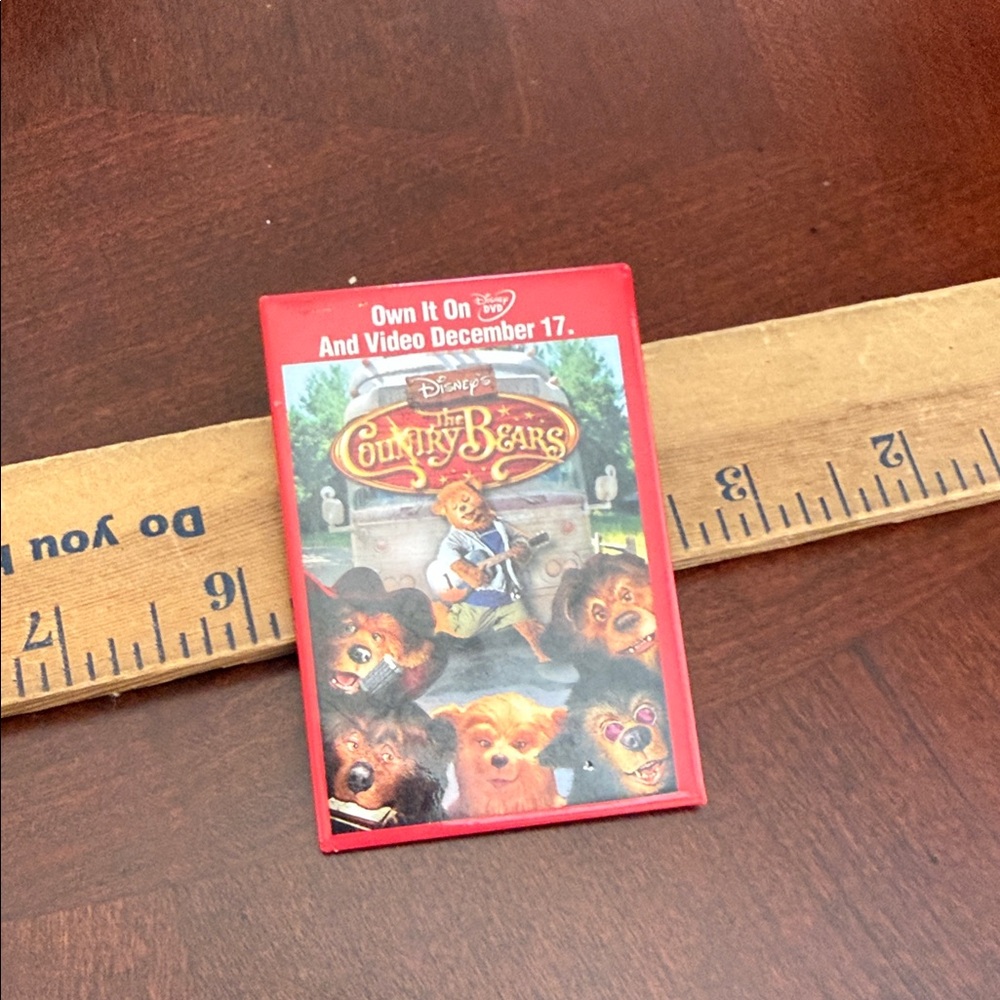 Own It On Disney DVD
And Video December 17.
Disney's
The
Country Bears
Do you
7 6 3 2